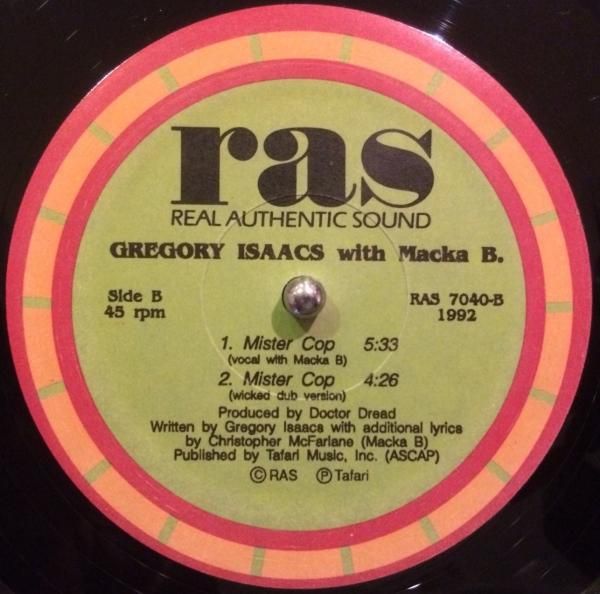 ras
REAL AUTHENTIC SOUND
GREGORY ISAACS with Macka B.
Side B
45 rpm
RAS 7040-B
1992
1. Mister Cop 5:33
(vocal with Macka B)
2. Mister Cop 4:26
(wicked dub version)
Produced by Doctor Dread
Written by Gregory Isaacs with additional lyrics
by Christopher McFarlane (Macka B)
Published by Tafari Music, Inc. (ASCAP)
Ⓒ RAS Ⓟ Tafari